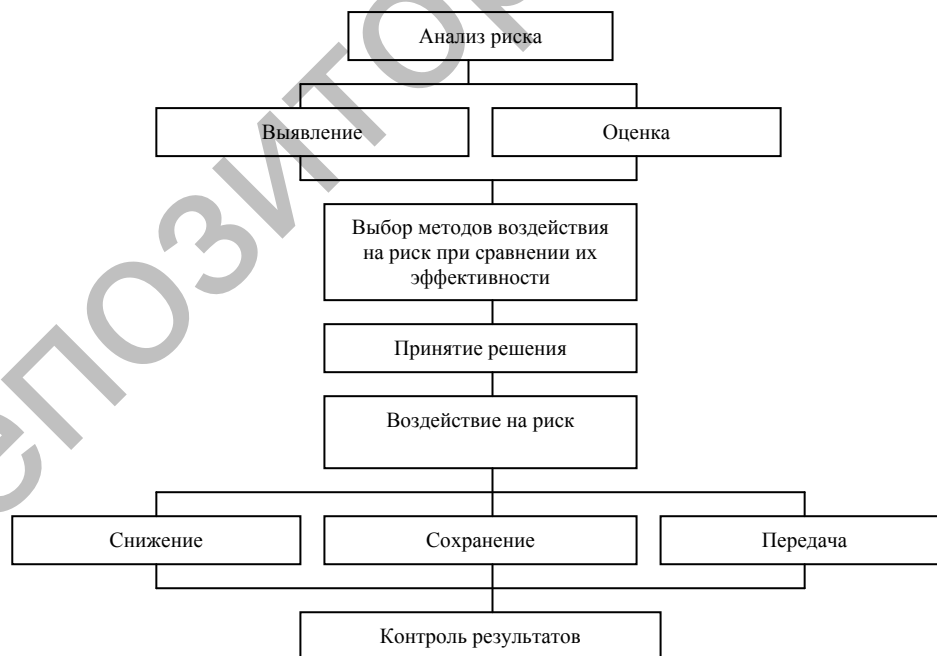 Анализ риска
Выявление
Оценка
Выбор методов воздействия
на риск при сравнении их
эффективности
Принятие решения
Воздействие на риск
Снижение
Сохранение
Передача
Контроль результатов